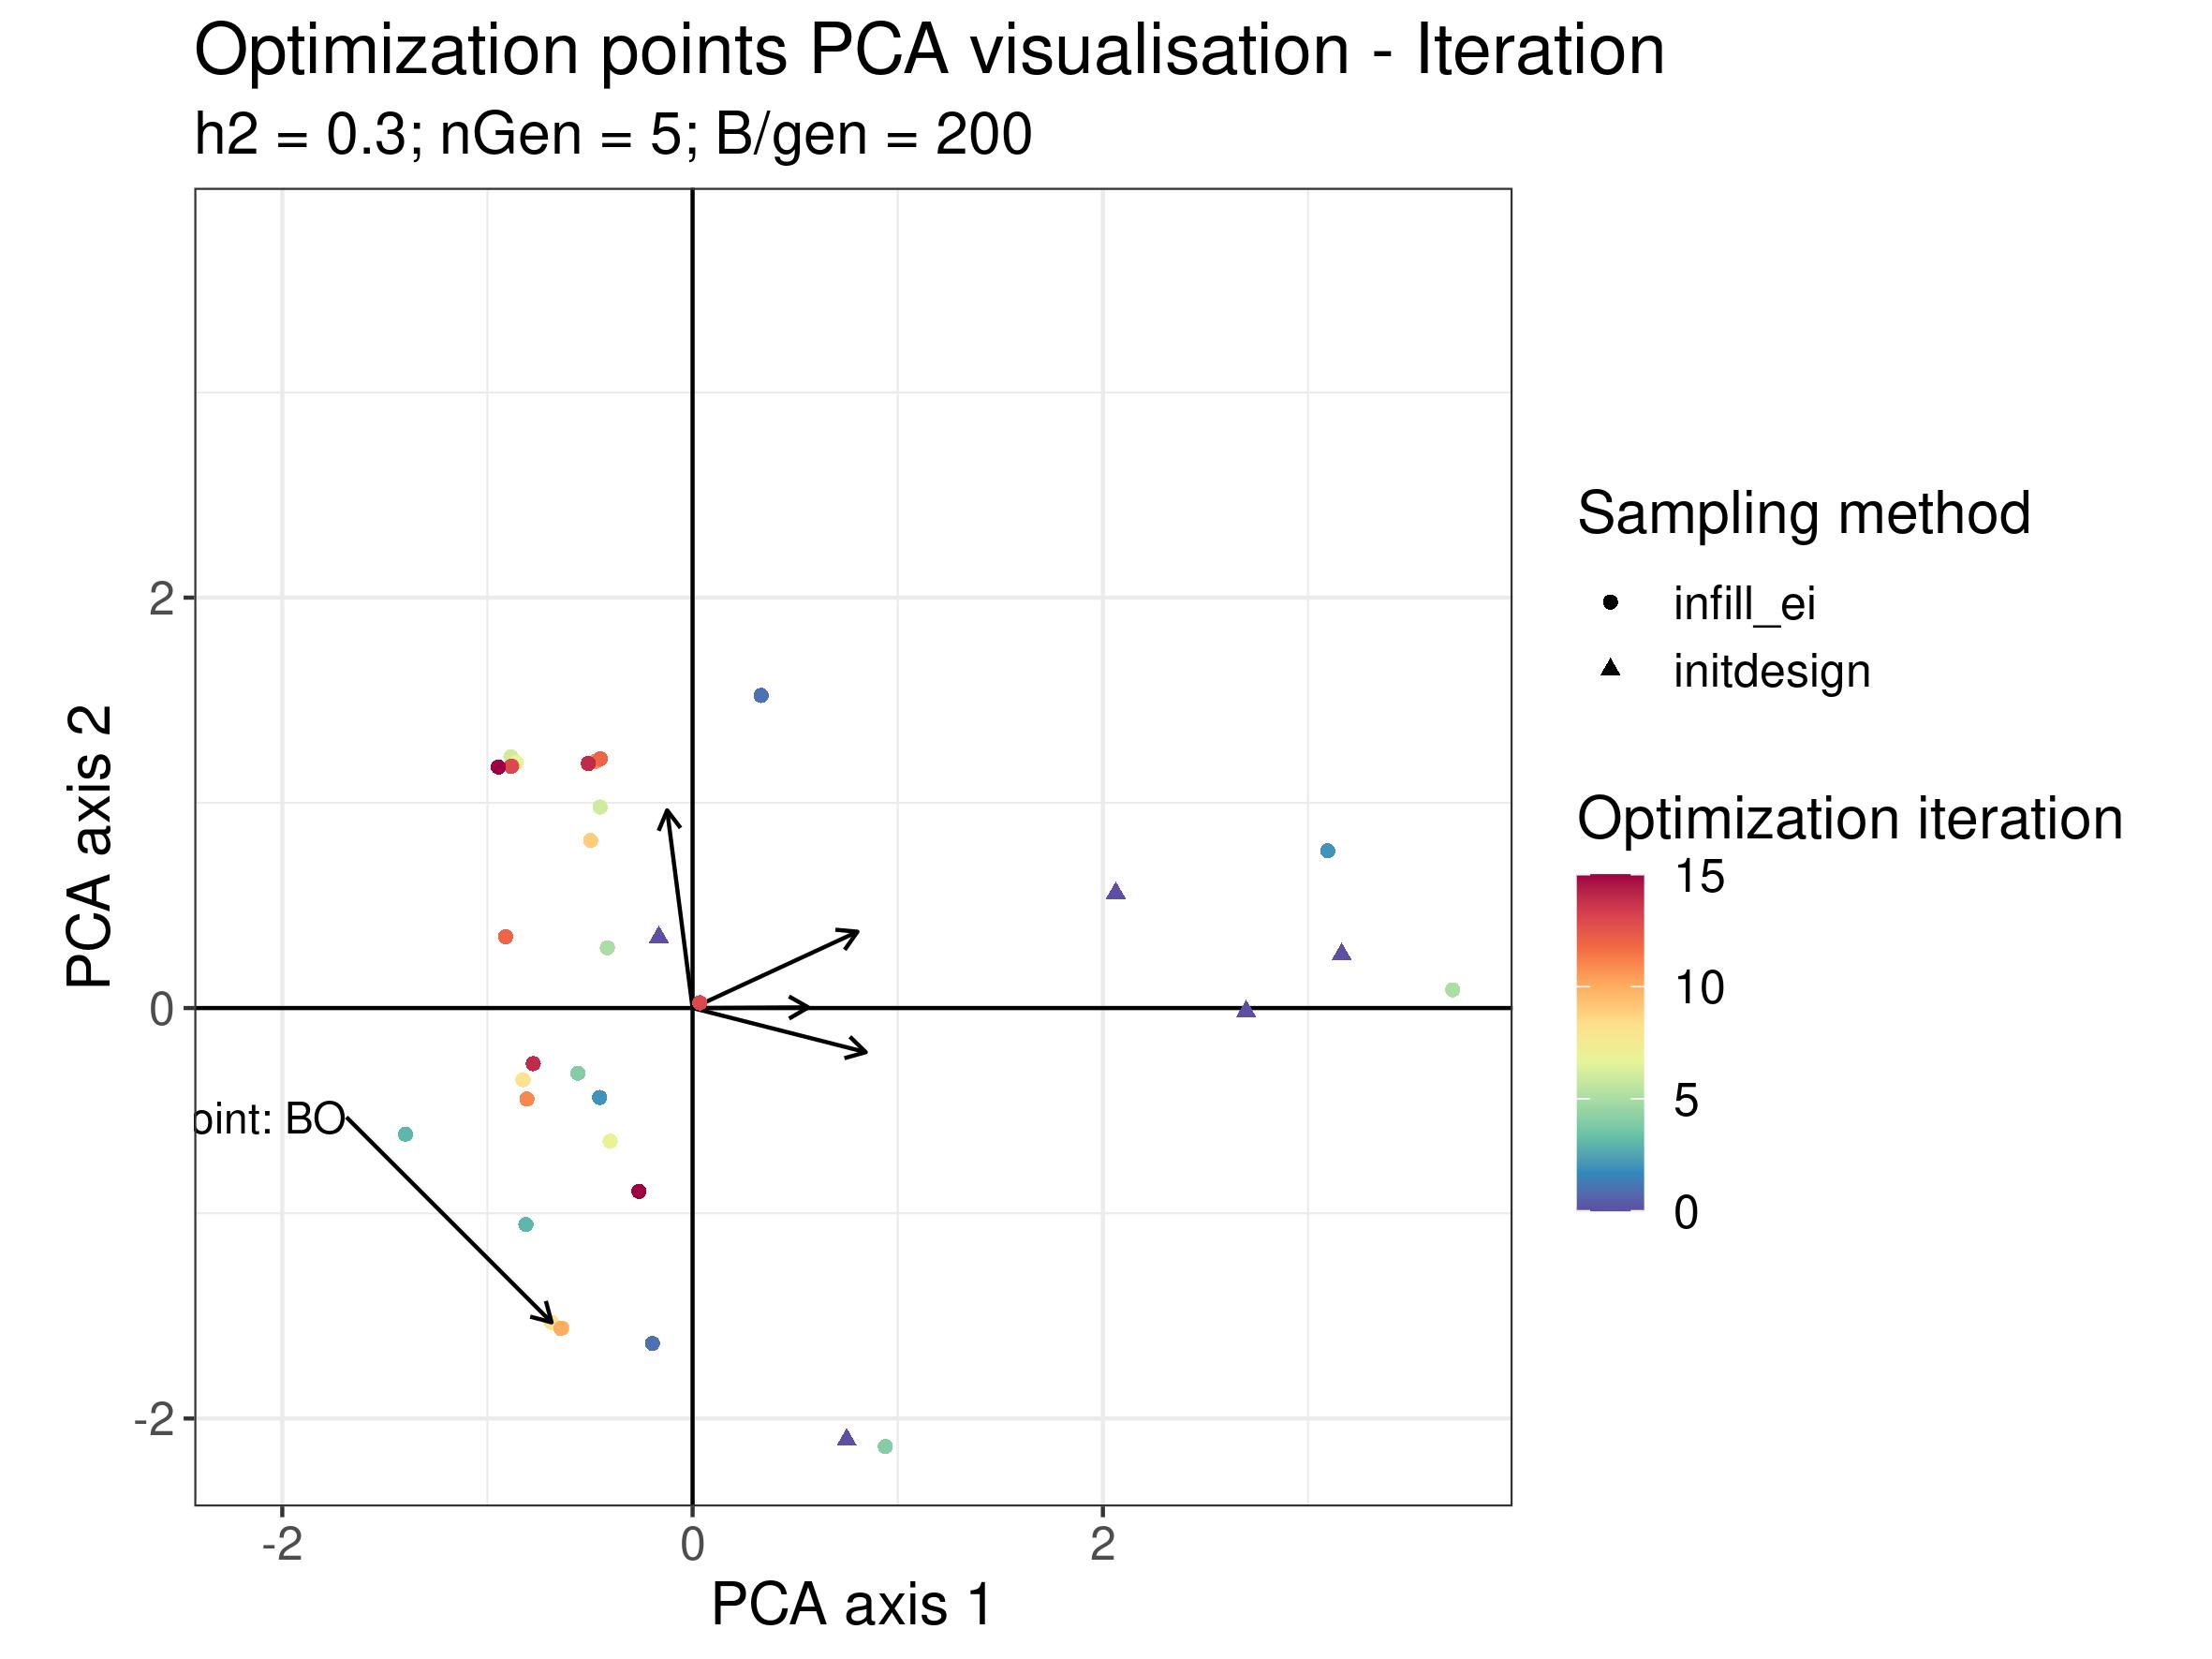 Optimization points PCA visualisation - Iteration
h2 = 0.3; nGen = 5; B/gen = 200
PCA axis 2
2
0
-2
oint: BO
-2
0
2
PCA axis 1
Sampling method
infill_ei
initdesign
Optimization iteration
15
10
5
0